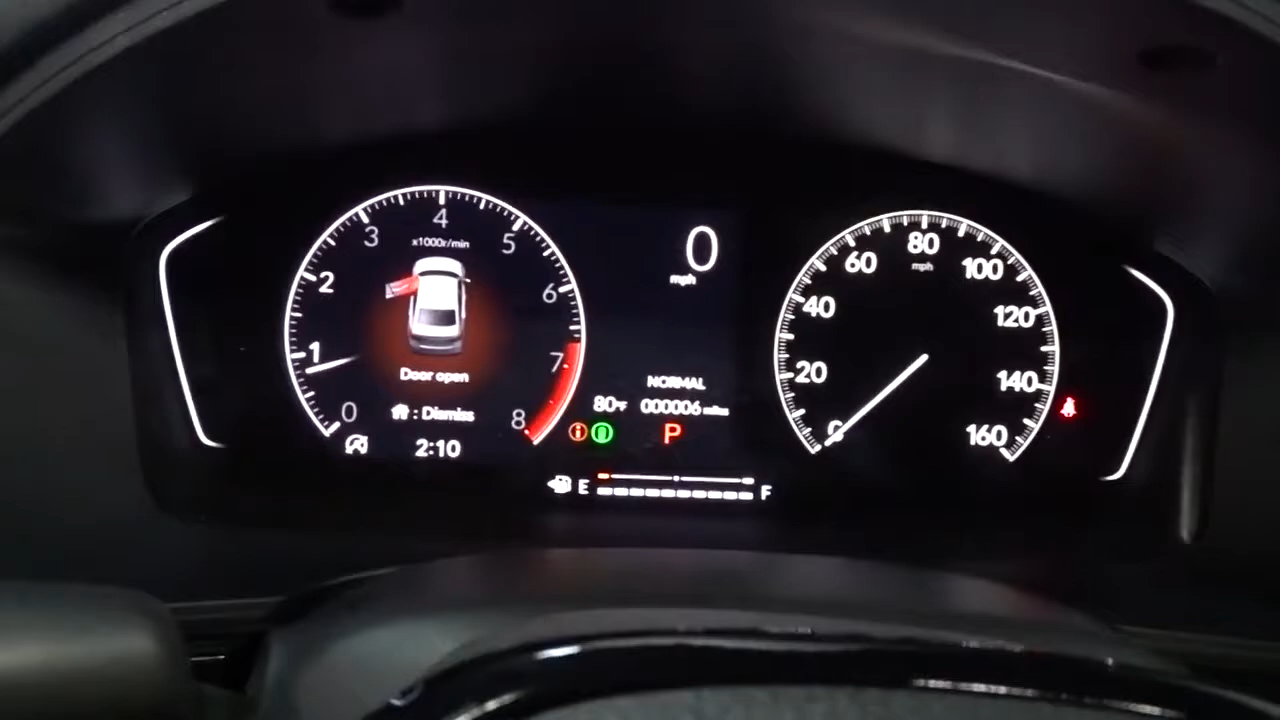 0
1
2
3
4
5
6
7
8
x1000r/min
Door open
: Dismiss
2:10
0
mph
NORMAL
80°F 000006 miles
P
E F
0
20
40
60
80
100
120
140
160
mph